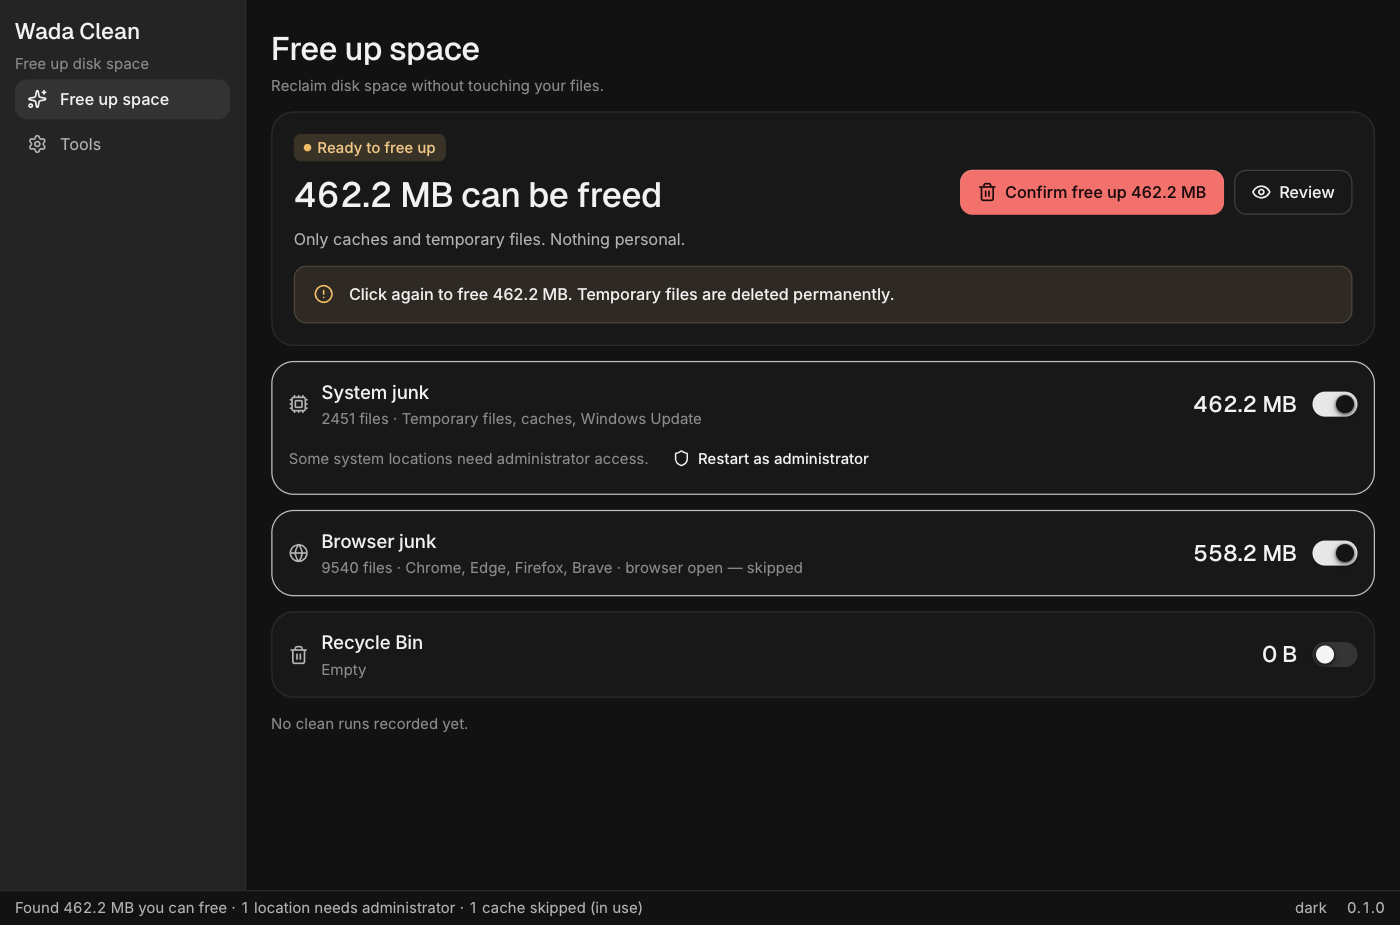 Wada Clean
Free up disk space
Free up space
Tools
Free up space
Reclaim disk space without touching your files.
Ready to free up
462.2 MB can be freed
Confirm free up 462.2 MB
Review
Only caches and temporary files. Nothing personal.
Click again to free 462.2 MB. Temporary files are deleted permanently.
System junk
2451 files · Temporary files, caches, Windows Update
462.2 MB
Some system locations need administrator access.
Restart as administrator
Browser junk
9540 files · Chrome, Edge, Firefox, Brave · browser open — skipped
558.2 MB
Recycle Bin
Empty
0 B
No clean runs recorded yet.
Found 462.2 MB you can free · 1 location needs administrator · 1 cache skipped (in use)
dark
0.1.0